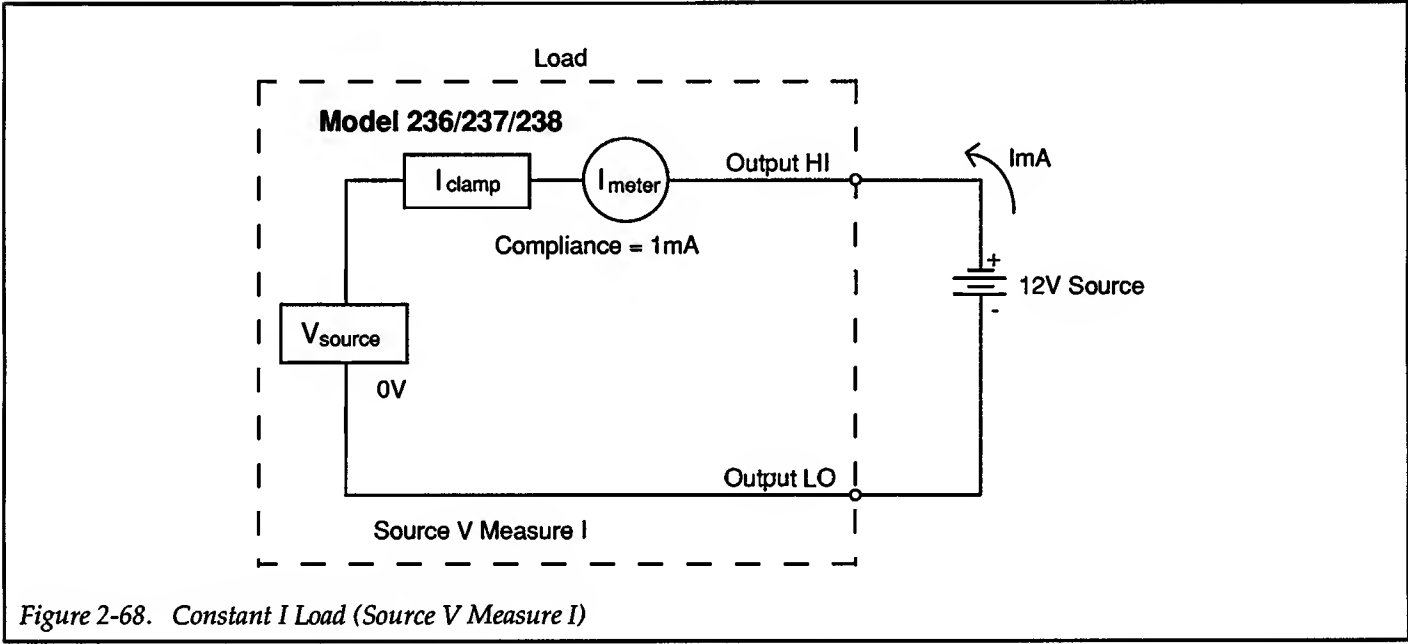 Load
Model 236/237/238
I clamp
I meter
Output HI
ImA
Compliance = 1mA
+
12V Source
-
Vsource
0V
Output LO
Source V Measure I
Figure 2-68. Constant I Load (Source V Measure I)